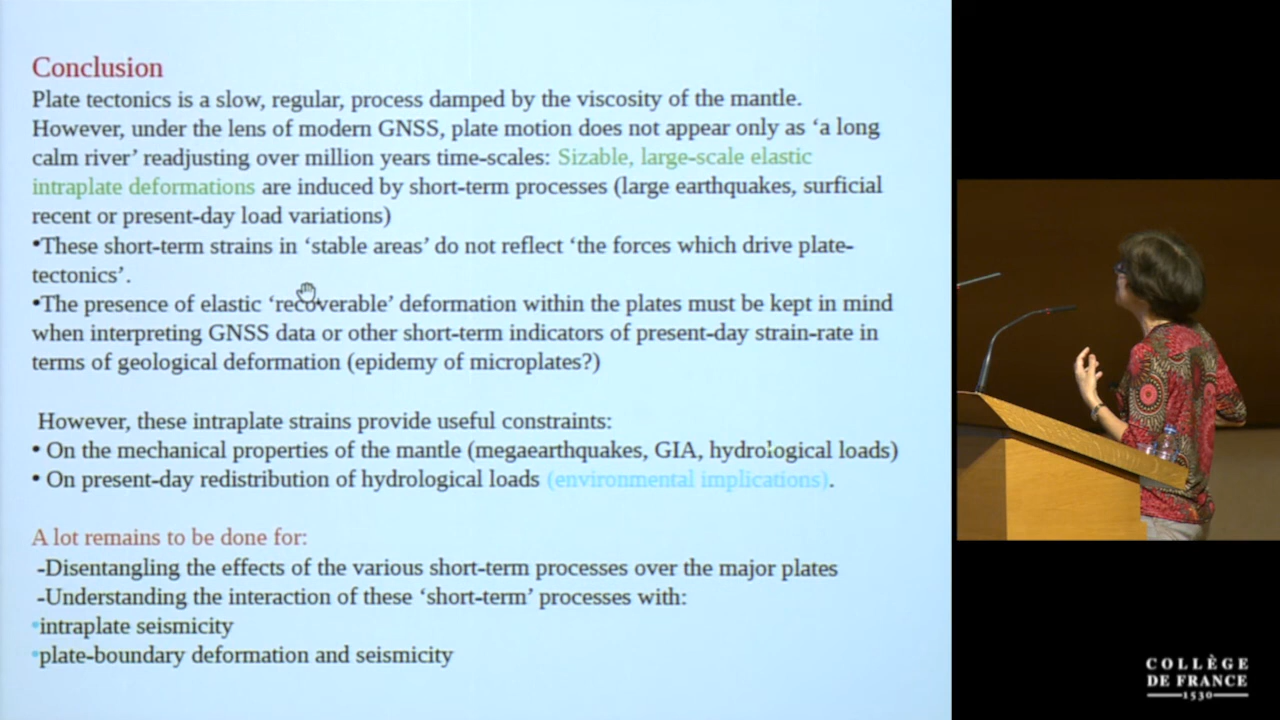 Conclusion
Plate tectonics is a slow, regular, process damped by the viscosity of the mantle.
However, under the lens of modern GNSS, plate motion does not appear only as ‘a long
calm river’ readjusting over million years time-scales: Sizable, large-scale elastic
intraplate deformations are induced by short-term processes (large earthquakes, surficial
recent or present-day load variations)
•These short-term strains in ‘stable areas’ do not reflect ‘the forces which drive plate-
tectonics’.
•The presence of elastic ‘recoverable’ deformation within the plates must be kept in mind
when interpreting GNSS data or other short-term indicators of present-day strain-rate in
terms of geological deformation (epidemy of microplates?)
However, these intraplate strains provide useful constraints:
• On the mechanical properties of the mantle (megaearthquakes, GIA, hydrological loads)
• On present-day redistribution of hydrological loads (environmental implications).
A lot remains to be done for:
-Disentangling the effects of the various short-term processes over the major plates
-Understanding the interaction of these ‘short-term’ processes with:
•intraplate seismicity
•plate-boundary deformation and seismicity
COLLÈGE
DE FRANCE
1530